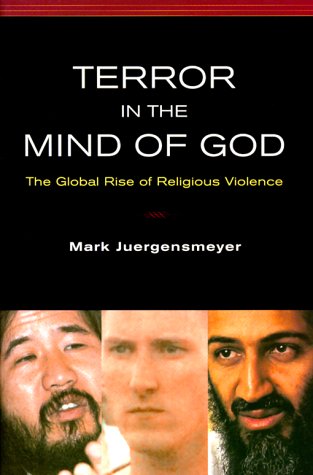 TERROR
IN THE
MIND OF GOD
The Global Rise of Religious Violence
Mark Juergensmeyer